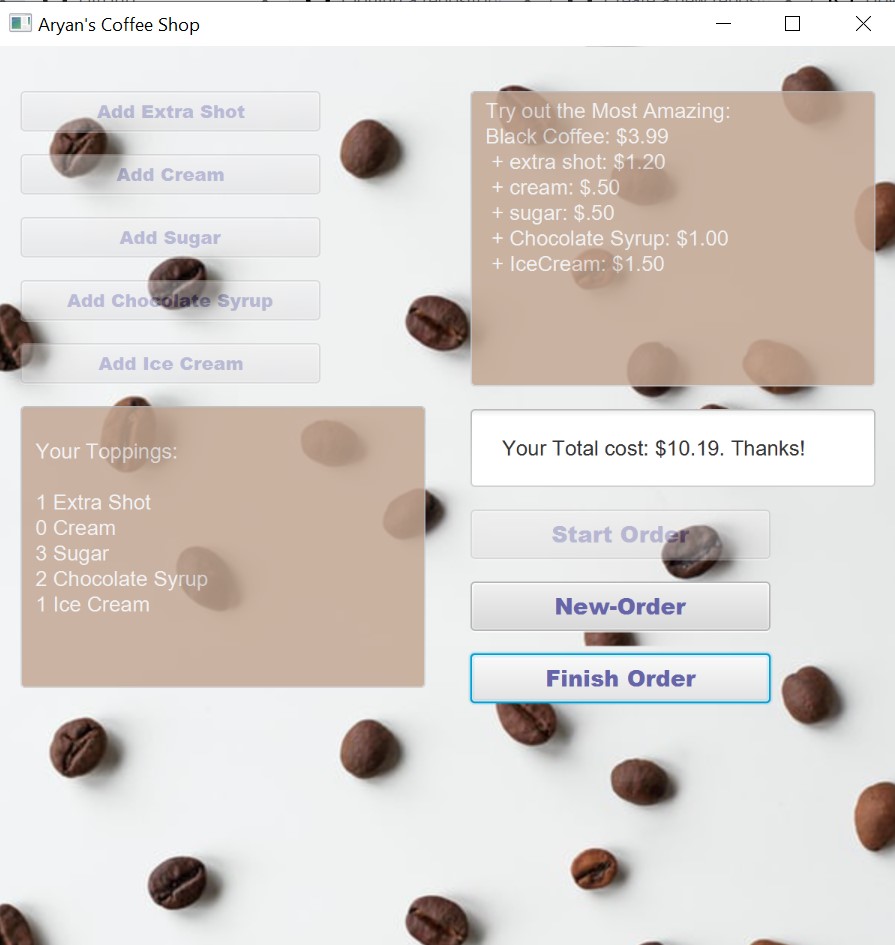 Aryan's Coffee Shop
Add Extra Shot
Add Cream
Add Sugar
Add Chocolate Syrup
Add Ice Cream
Your Toppings:
1 Extra Shot
0 Cream
3 Sugar
2 Chocolate Syrup
1 Ice Cream
Try out the Most Amazing:
Black Coffee: $3.99
+ extra shot: $1.20
+ cream: $.50
+ sugar: $.50
+ Chocolate Syrup: $1.00
+ IceCream: $1.50
Your Total cost: $10.19. Thanks!
Start Order
New-Order
Finish Order